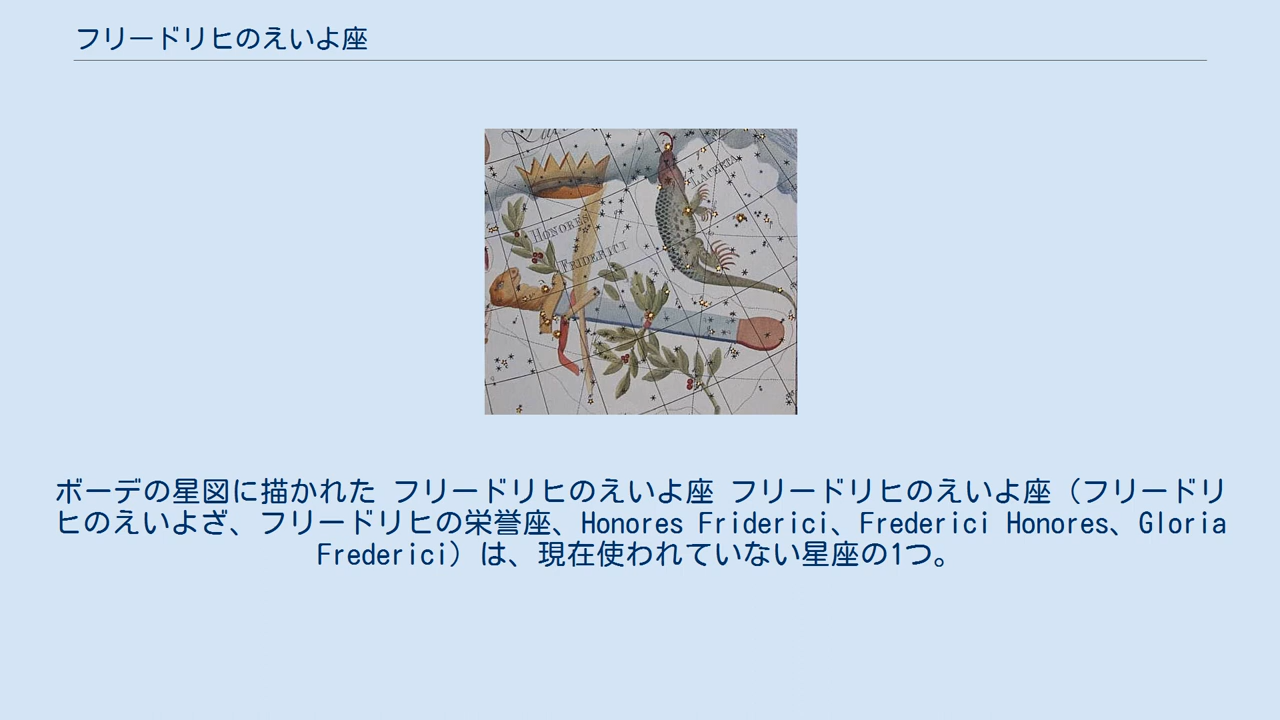 フリードリヒのえいよ座
LACERTA
HONORES
FRIDERICI
ボーデの星図に描かれた フリードリヒのえいよ座 フリードリヒのえいよ座（フリードリ
ヒのえいよざ、フリードリヒの栄誉座、Honores Friderici、Frederici Honores、Gloria
Frederici）は、現在使われていない星座の1つ。